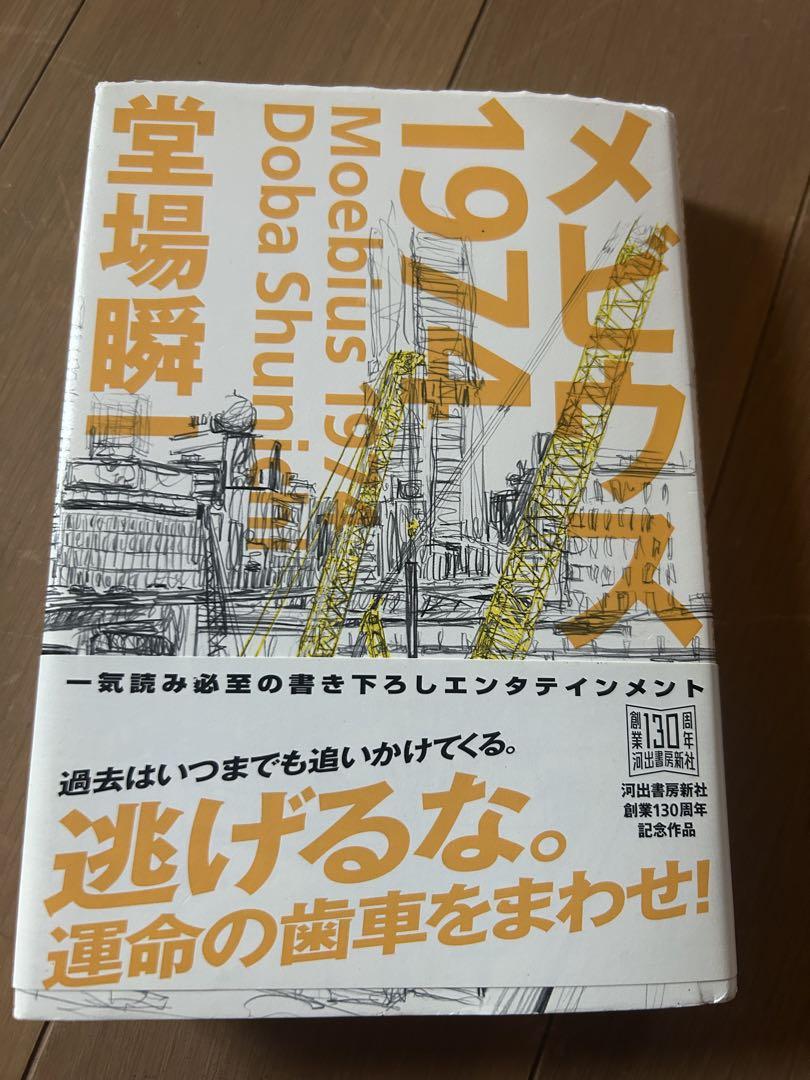 メビウス
1974
Moebius 1974
Doba Shunichi
堂場瞬一
一気読み必至の書き下ろしエンタテインメント
過去はいつまでも追いかけてくる。
逃げるな。
運命の歯車をまわせ!
創業130周年
河出書房新社
河出書房新社
創業130周年
記念作品